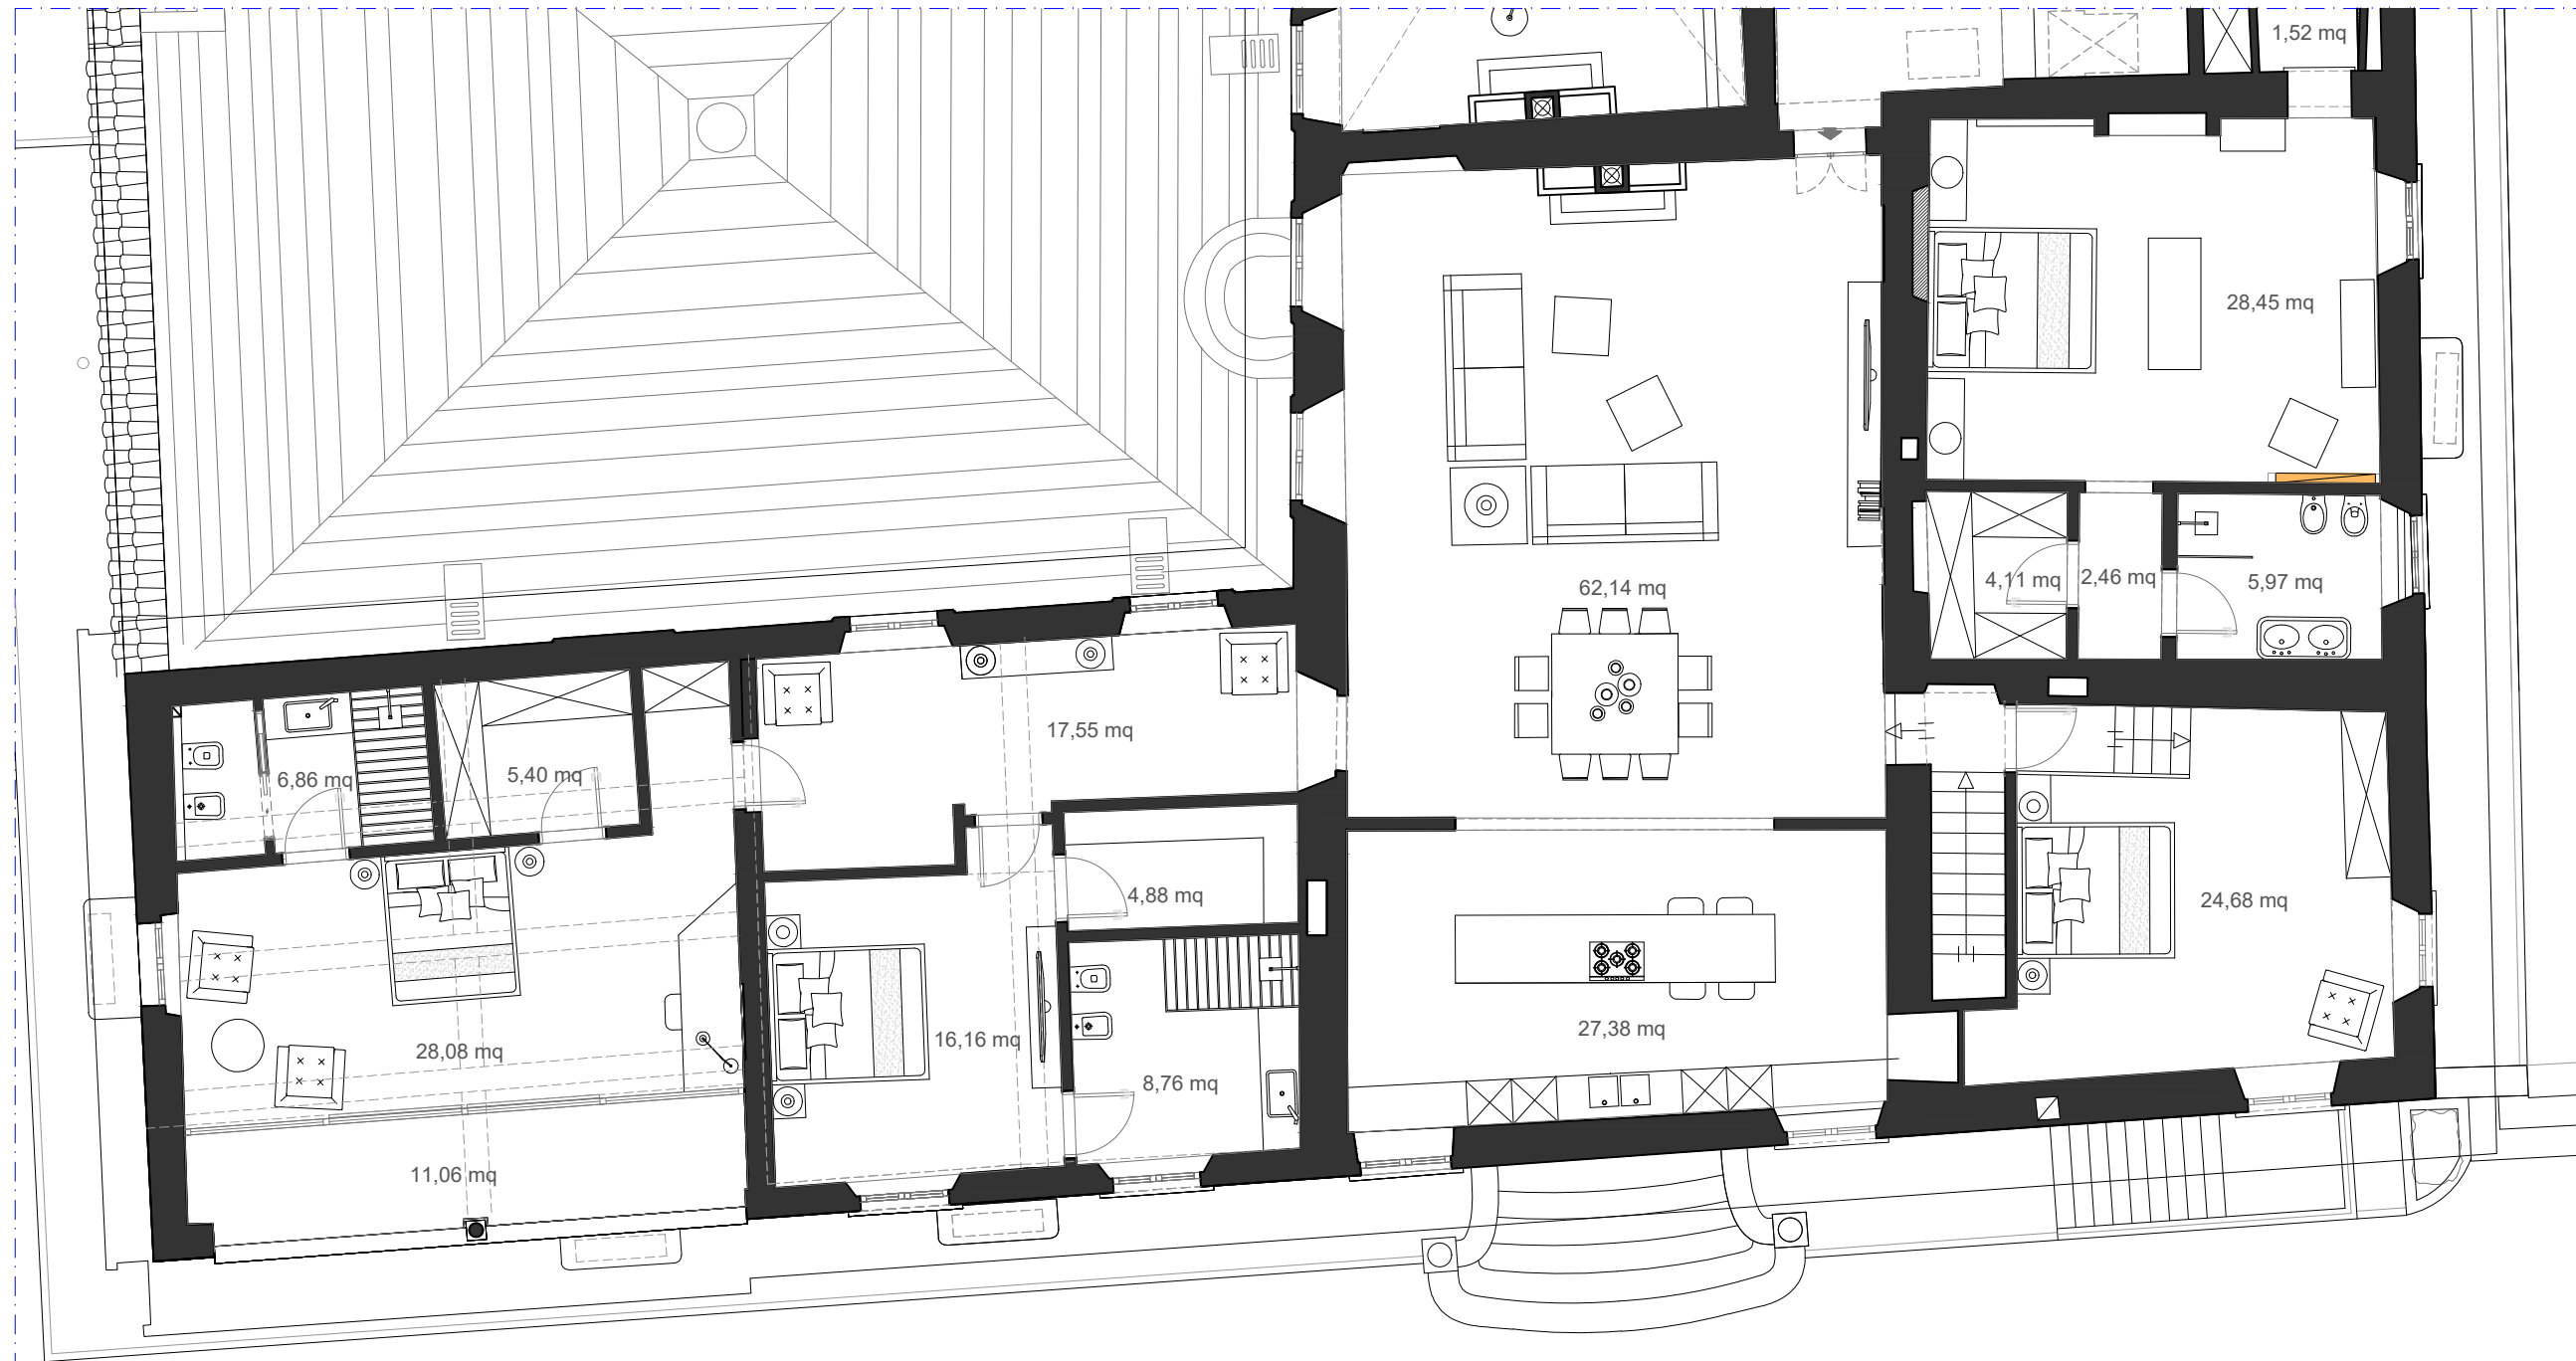 1,52 mq
28,45 mq
62,14 mq
4,11 mq
2,46 mq
5,97 mq
17,55 mq
6,86 mq
5,40 mq
4,88 mq
24,68 mq
28,08 mq
16,16 mq
27,38 mq
8,76 mq
11,06 mq